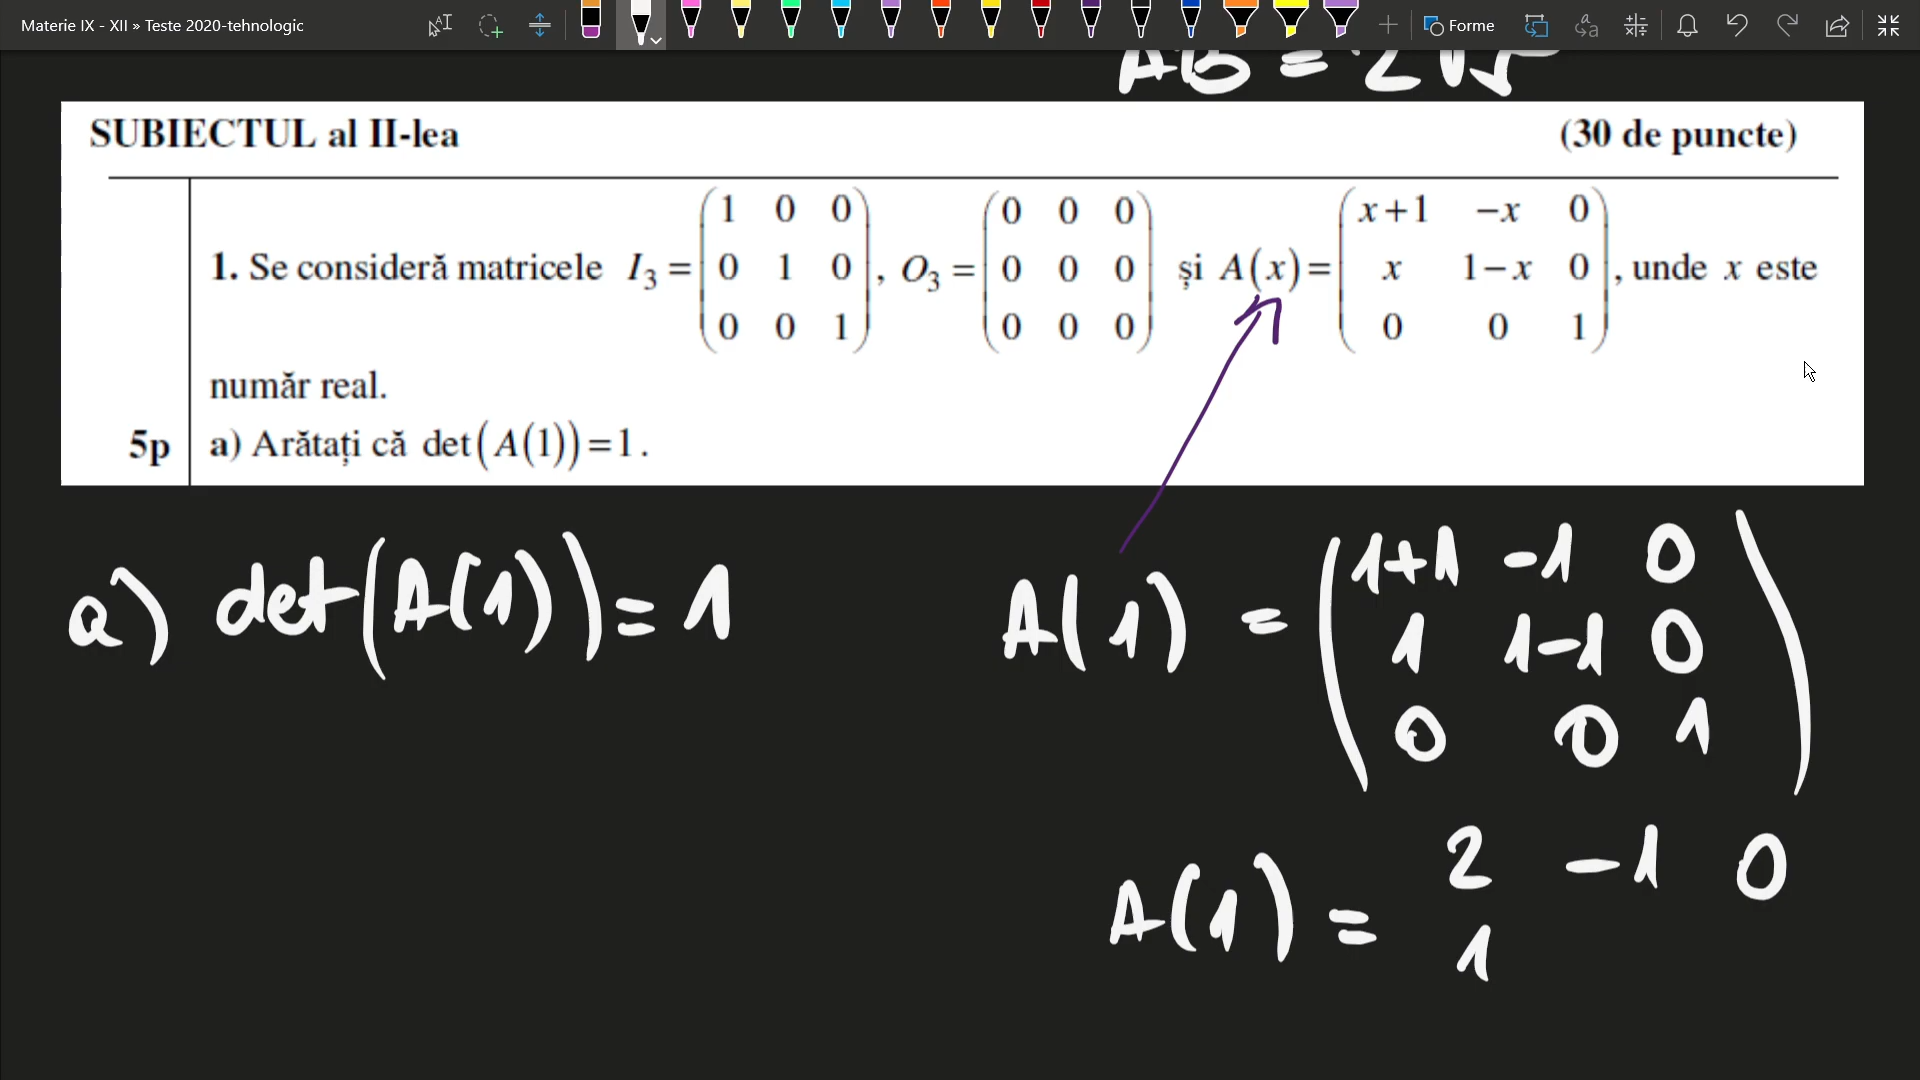 Materie IX - XII » Teste 2020-tehnologic
Forme
AB = 2√5
SUBIECTUL al II-lea (30 de puncte)
1. Se consideră matricele I₃ = (1 0 0; 0 1 0; 0 0 1), O₃ = (0 0 0; 0 0 0; 0 0 0) și A(x) = (x+1 −x 0; x 1−x 0; 0 0 1), unde x este
număr real.
5p a) Arătați că det(A(1))=1.
a) det(A(1)) = 1
A(1) = (1+1 -1 0; 1 1-1 0; 0 0 1)
A(1) = 2 -1 0
1